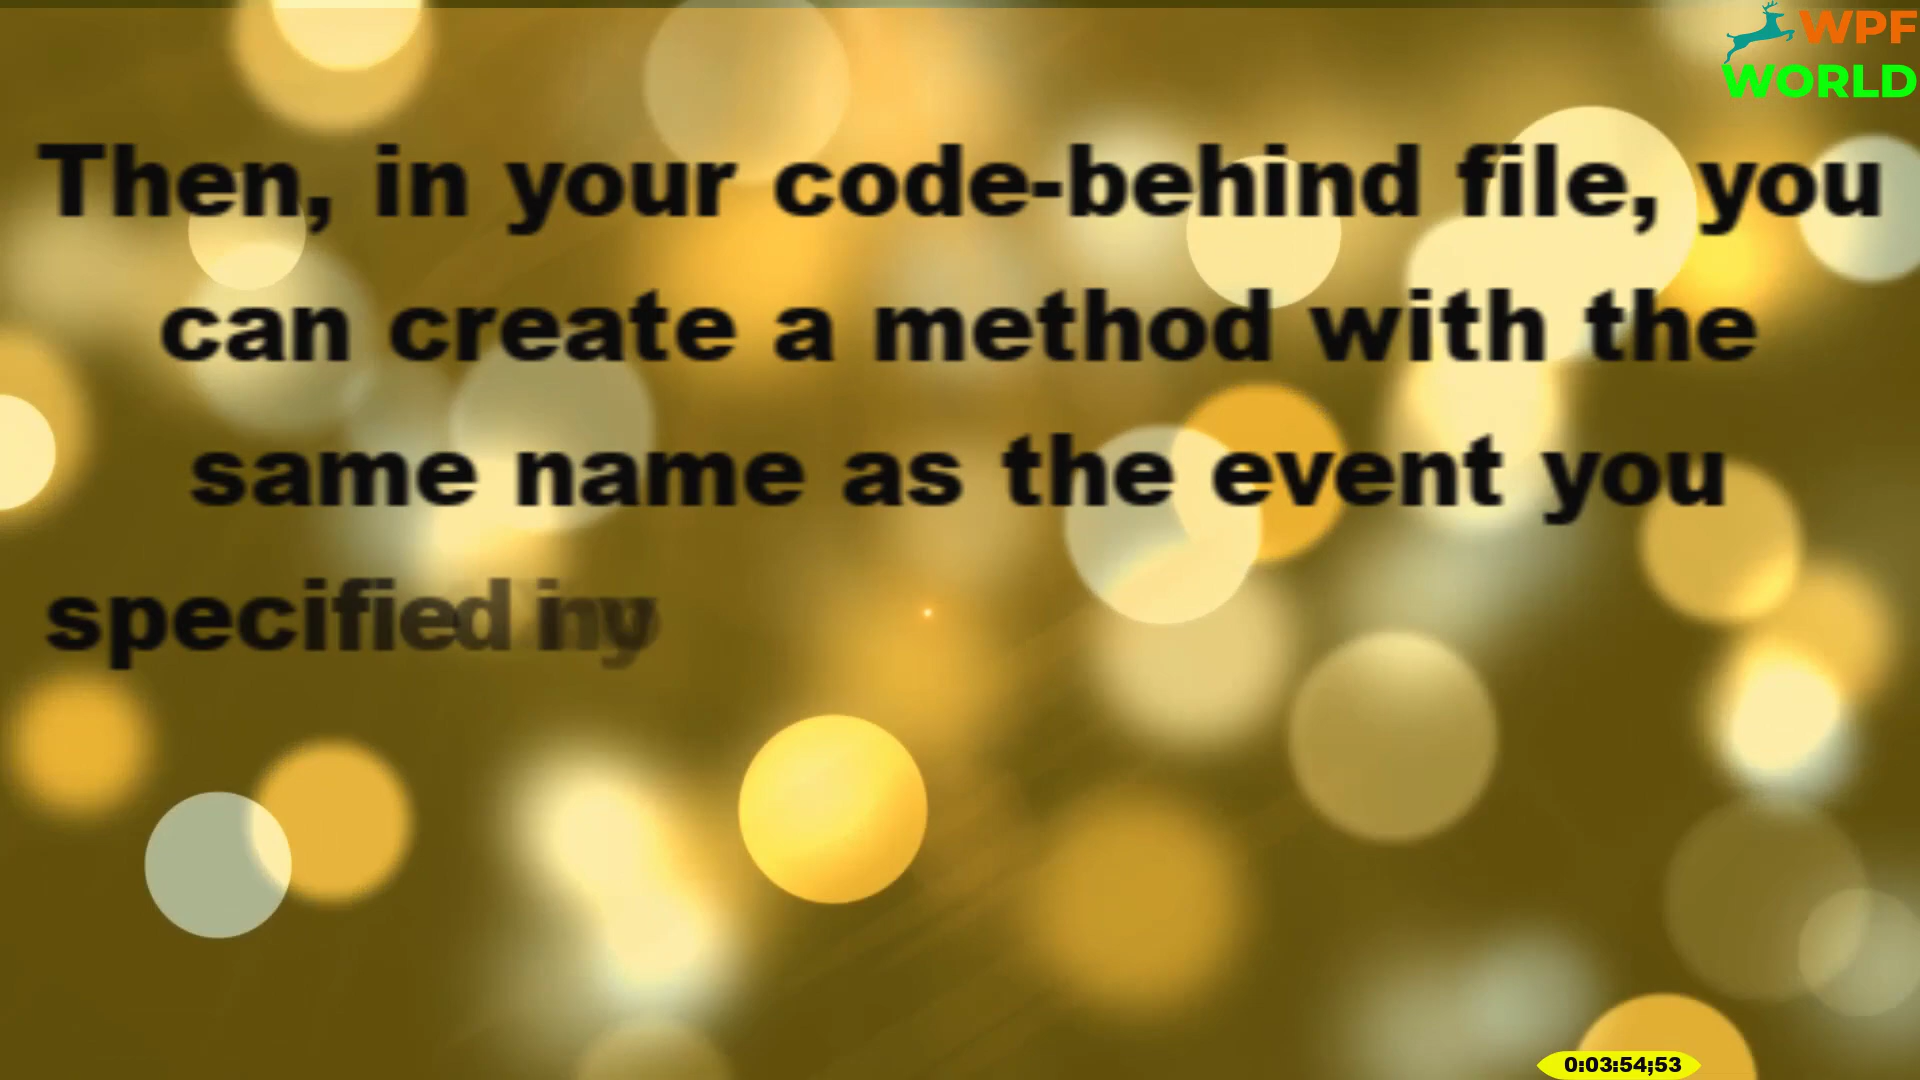 WPF
WORLD
Then, in your code-behind file, you
can create a method with the
same name as the event you
specified in
0:03:54;53